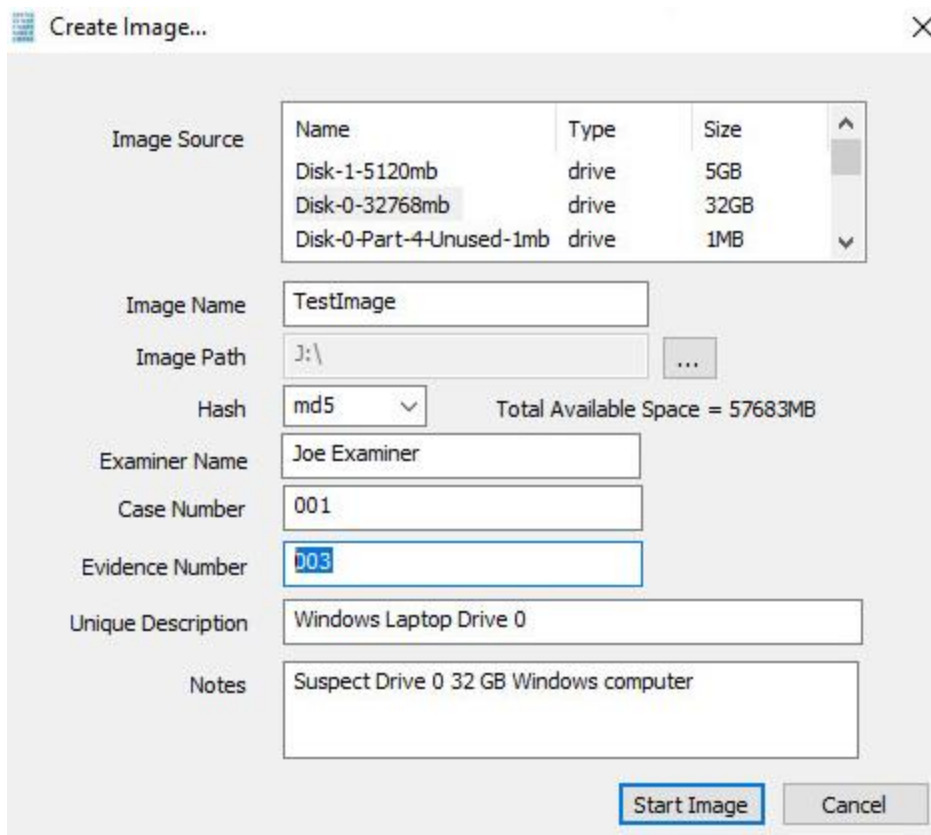 Create Image...
Image Source
Name Type Size
Disk-1-5120mb drive 5GB
Disk-0-32768mb drive 32GB
Disk-0-Part-4-Unused-1mb drive 1MB
Image Name TestImage
Image Path J:\ ...
Hash md5 Total Available Space = 57683MB
Examiner Name Joe Examiner
Case Number 001
Evidence Number 003
Unique Description Windows Laptop Drive 0
Notes Suspect Drive 0 32 GB Windows computer
Start Image Cancel